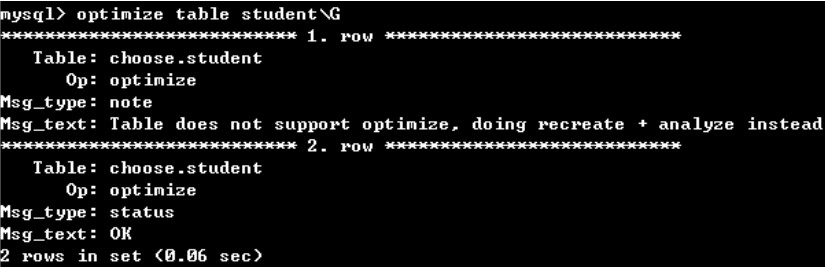 mysql> optimize table student\G
*************************** 1. row ***************************
Table: choose.student
Op: optimize
Msg_type: note
Msg_text: Table does not support optimize, doing recreate + analyze instead
*************************** 2. row ***************************
Table: choose.student
Op: optimize
Msg_type: status
Msg_text: OK
2 rows in set (0.06 sec)